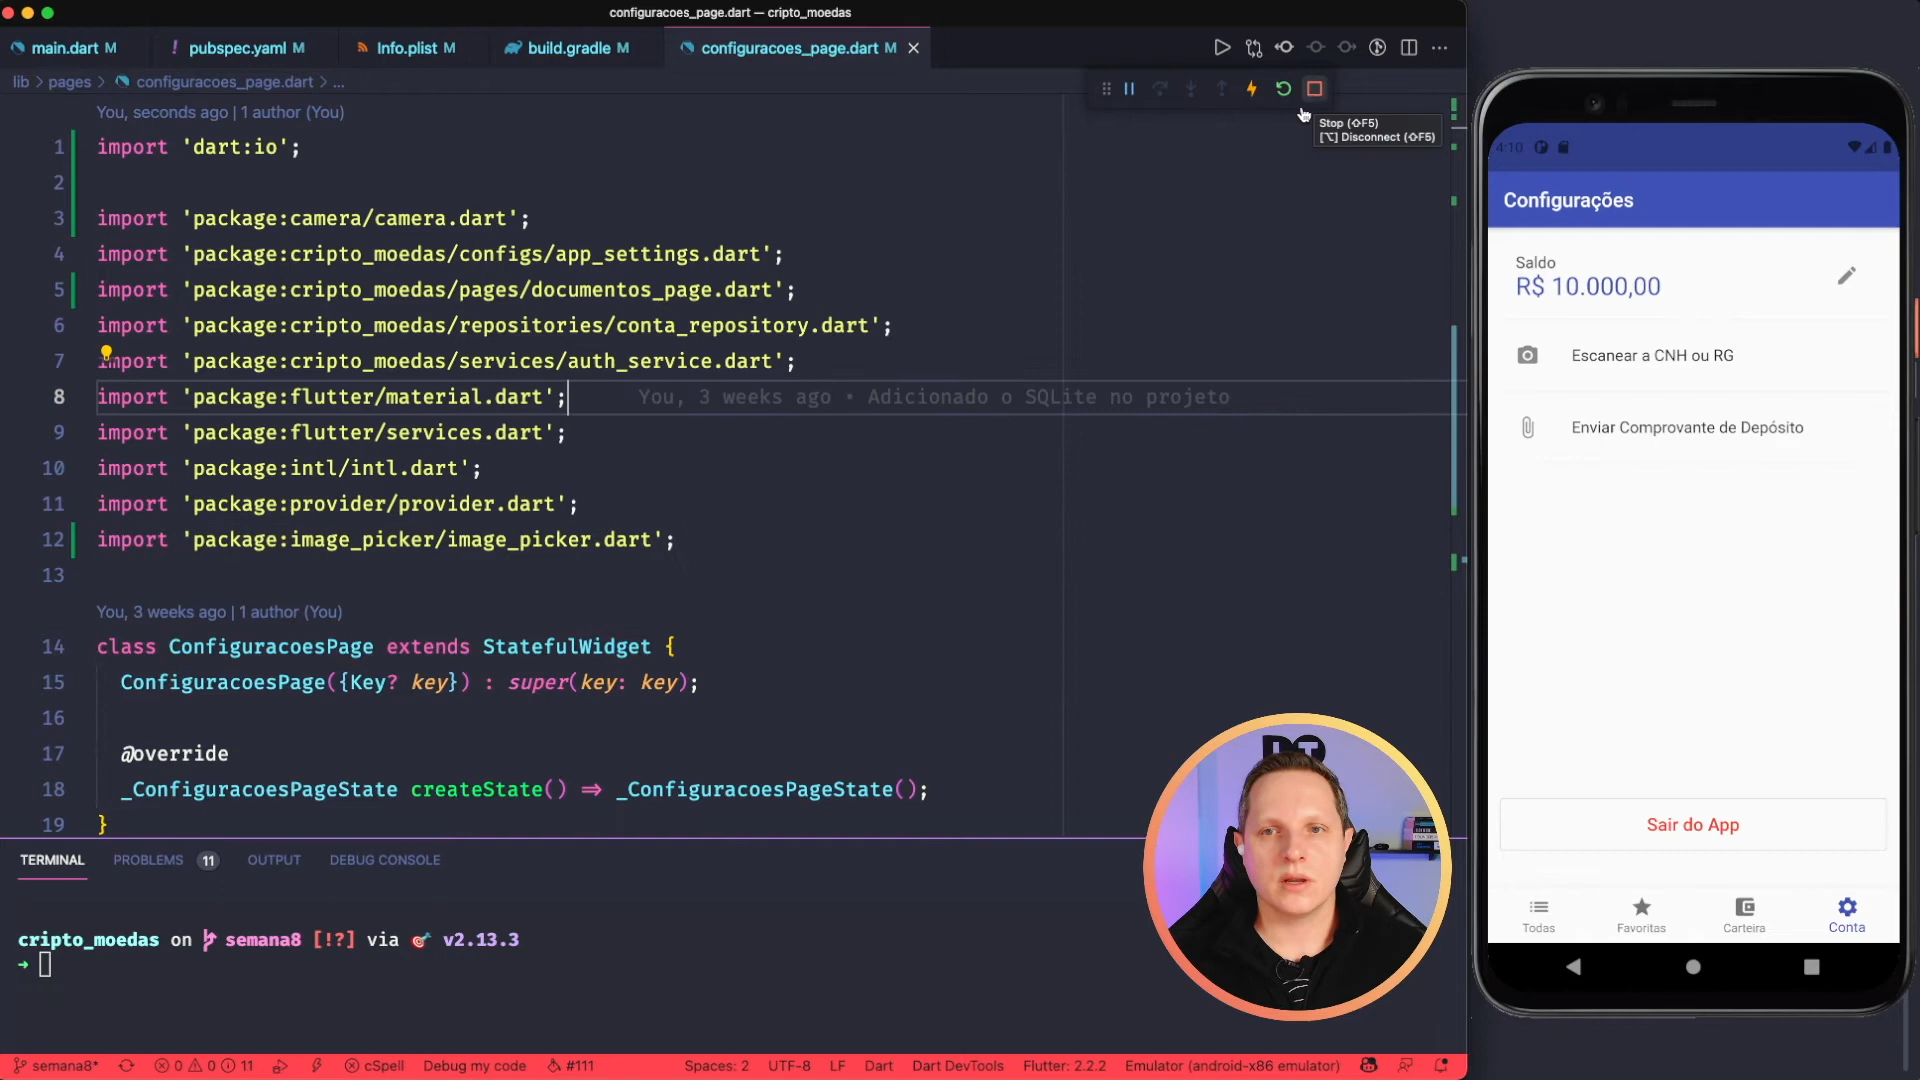 configuracoes_page.dart — cripto_moedas
main.dart M
! pubspec.yaml M
Info.plist M
build.gradle M
configuracoes_page.dart M
lib > pages > configuracoes_page.dart > ...
Stop (⇧F5)
[⌥] Disconnect (⇧F5)
You, seconds ago | 1 author (You)
1 import 'dart:io';
2
3 import 'package:camera/camera.dart';
4 import 'package:cripto_moedas/configs/app_settings.dart';
5 import 'package:cripto_moedas/pages/documentos_page.dart';
6 import 'package:cripto_moedas/repositories/conta_repository.dart';
7 import 'package:cripto_moedas/services/auth_service.dart';
8 import 'package:flutter/material.dart'; You, 3 weeks ago • Adicionado o SQLite no projeto
9 import 'package:flutter/services.dart';
10 import 'package:intl/intl.dart';
11 import 'package:provider/provider.dart';
12 import 'package:image_picker/image_picker.dart';
13
You, 3 weeks ago | 1 author (You)
14 class ConfiguracoesPage extends StatefulWidget {
15 ConfiguracoesPage({Key? key}) : super(key: key);
16
17 @override
18 _ConfiguracoesPageState createState() => _ConfiguracoesPageState();
19 }
TERMINAL PROBLEMS 11 OUTPUT DEBUG CONSOLE
cripto_moedas on semana8 [!?] via v2.13.3
→
semana8* 0 0 11 cSpell Debug my code #111 Spaces: 2 UTF-8 LF Dart Dart DevTools Flutter: 2.2.2 Emulator (android-x86 emulator)
4:10
Configurações
Saldo
R$ 10.000,00
Escanear a CNH ou RG
Enviar Comprovante de Depósito
Sair do App
Todas Favoritas Carteira Conta